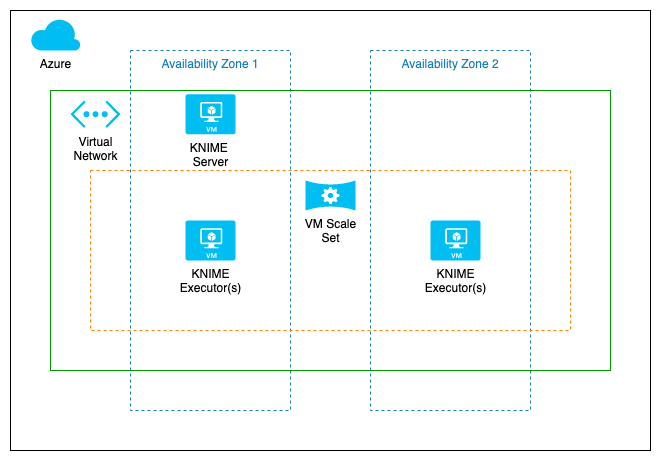 Azure
Availability Zone 1
Availability Zone 2
Virtual
Network
VM
KNIME
Server
VM Scale
Set
VM
KNIME
Executor(s)
VM
KNIME
Executor(s)